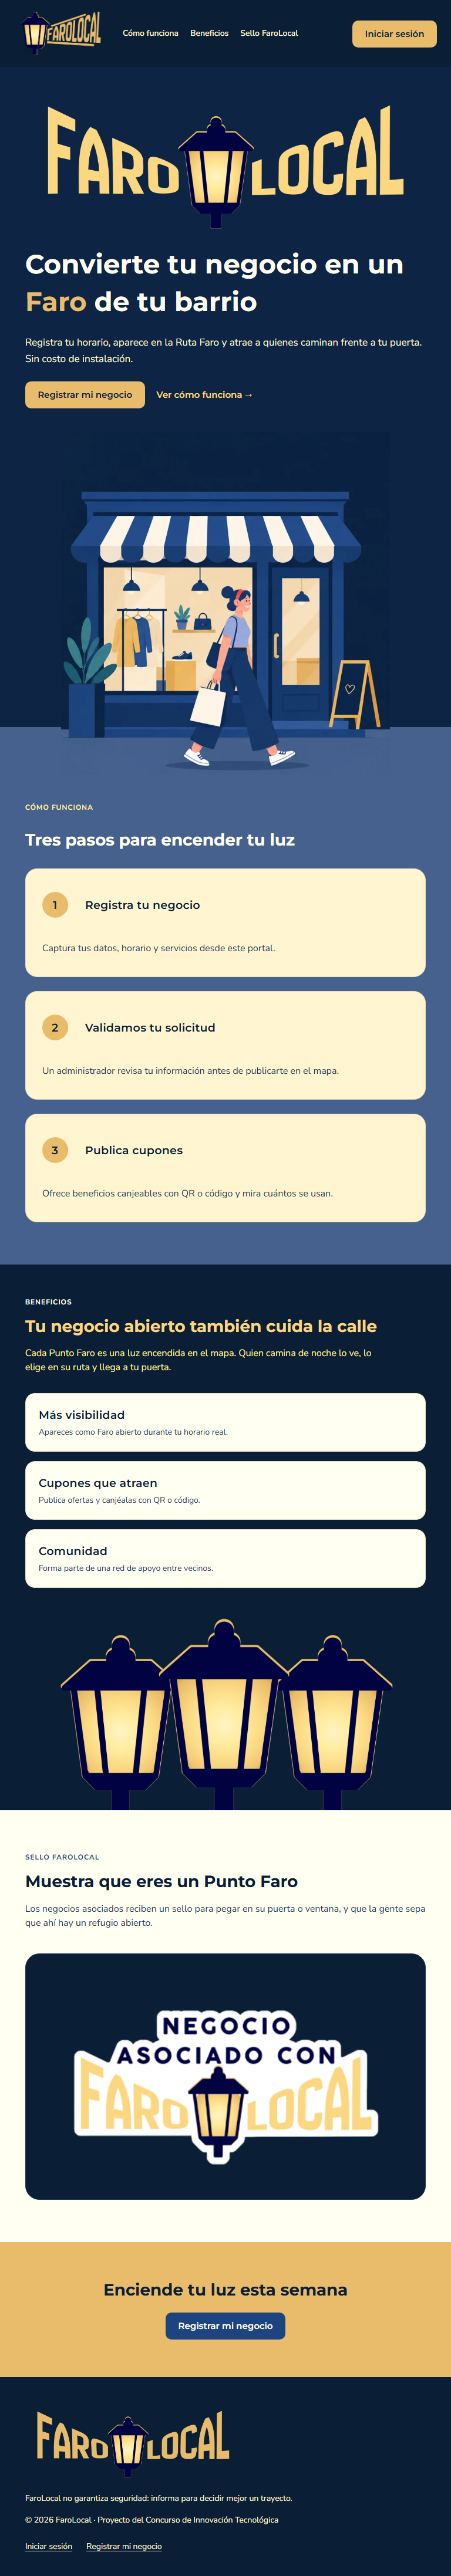 FAROLOCAL
Cómo funciona
Beneficios
Sello FaroLocal
Iniciar sesión
FARO LOCAL
Convierte tu negocio en un
Faro de tu barrio
Registra tu horario, aparece en la Ruta Faro y atrae a quienes caminan frente a tu puerta.
Sin costo de instalación.
Registrar mi negocio
Ver cómo funciona →
CÓMO FUNCIONA
Tres pasos para encender tu luz
1 Registra tu negocio
Captura tus datos, horario y servicios desde este portal.
2 Validamos tu solicitud
Un administrador revisa tu información antes de publicarte en el mapa.
3 Publica cupones
Ofrece beneficios canjeables con QR o código y mira cuántos se usan.
BENEFICIOS
Tu negocio abierto también cuida la calle
Cada Punto Faro es una luz encendida en el mapa. Quien camina de noche lo ve, lo
elige en su ruta y llega a tu puerta.
Más visibilidad
Apareces como Faro abierto durante tu horario real.
Cupones que atraen
Publica ofertas y canjéalas con QR o código.
Comunidad
Forma parte de una red de apoyo entre vecinos.
SELLO FAROLOCAL
Muestra que eres un Punto Faro
Los negocios asociados reciben un sello para pegar en su puerta o ventana, y que la gente sepa
que ahí hay un refugio abierto.
NEGOCIO
ASOCIADO CON
FARO LOCAL
Enciende tu luz esta semana
Registrar mi negocio
FARO LOCAL
FaroLocal no garantiza seguridad: informa para decidir mejor un trayecto.
© 2026 FaroLocal · Proyecto del Concurso de Innovación Tecnológica
Iniciar sesión
Registrar mi negocio